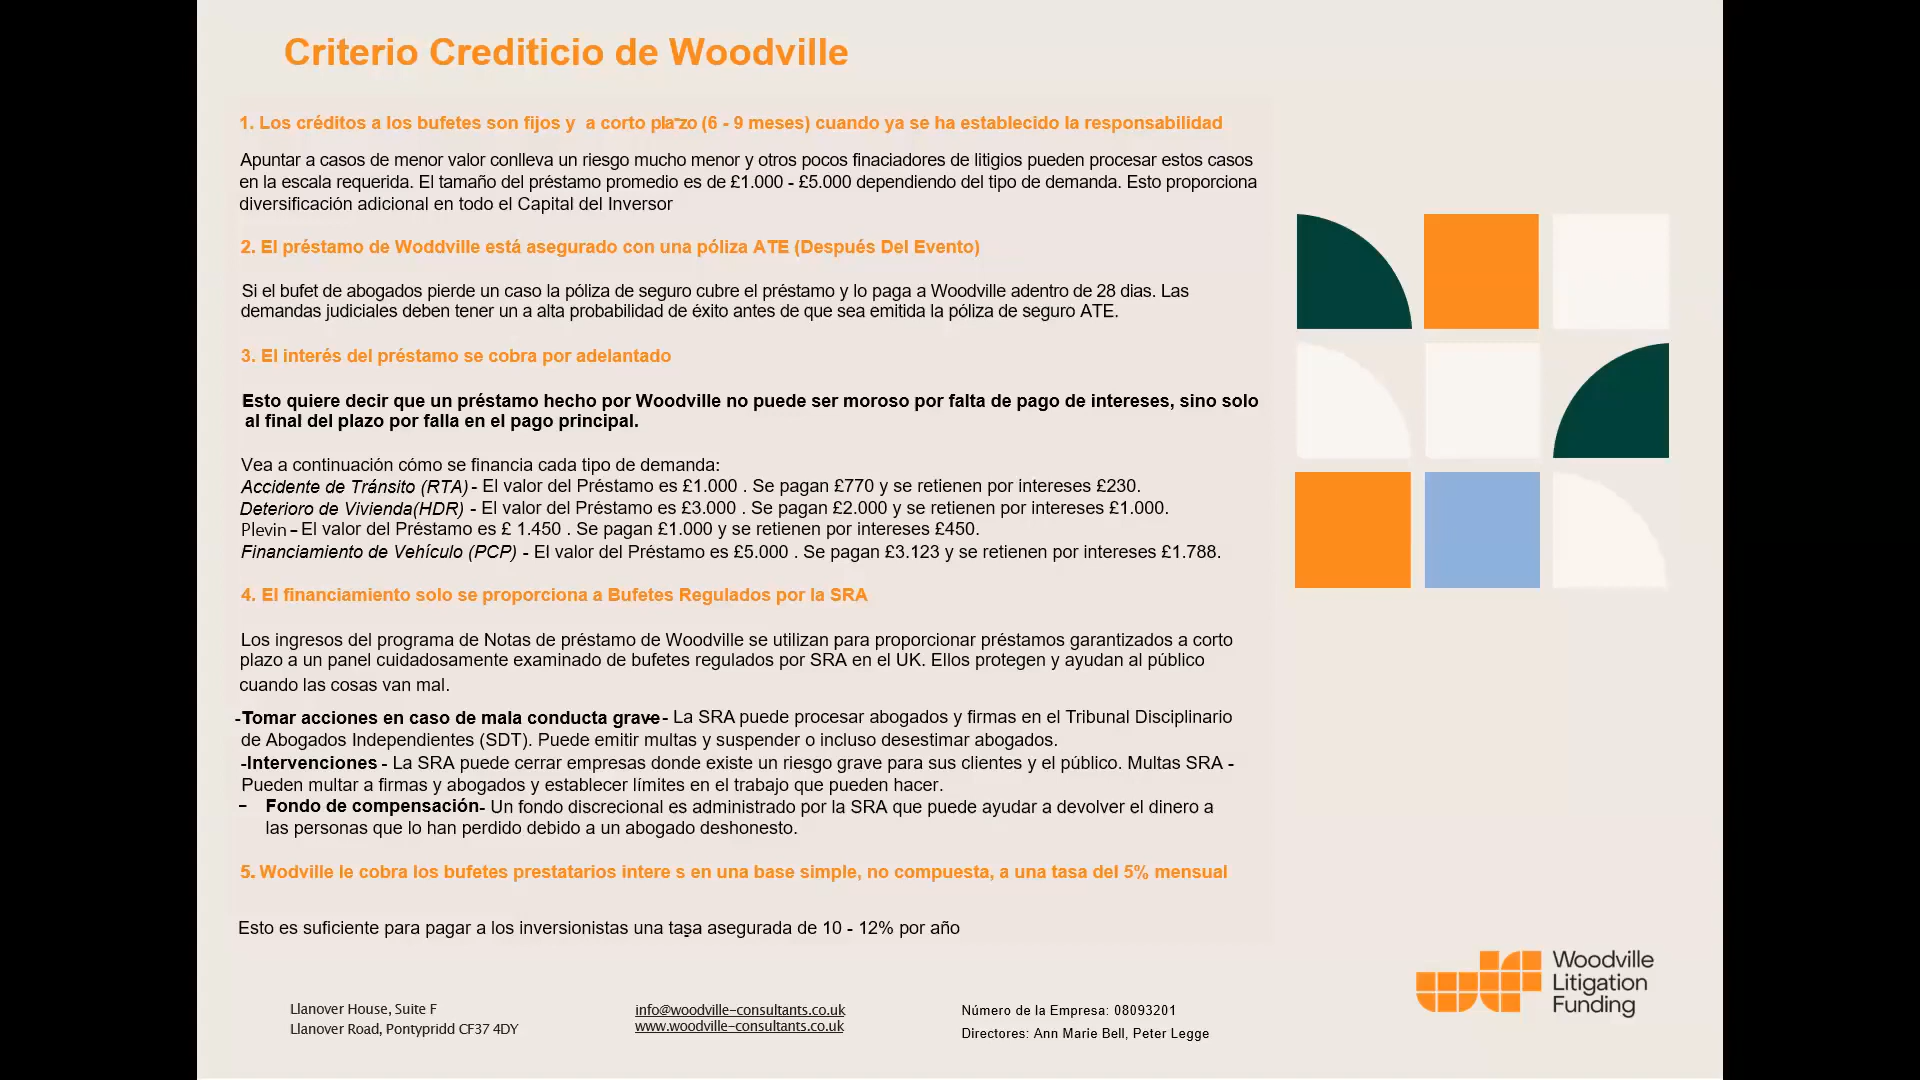 Criterio Crediticio de Woodville
1. Los créditos a los bufetes son fijos y a corto plazo (6 - 9 meses) cuando ya se ha establecido la responsabilidad
Apuntar a casos de menor valor conlleva un riesgo mucho menor y otros pocos finaciadores de litigios pueden procesar estos casos
en la escala requerida. El tamaño del préstamo promedio es de £1.000 - £5.000 dependiendo del tipo de demanda. Esto proporciona
diversificación adicional en todo el Capital del Inversor
2. El préstamo de Woddville está asegurado con una póliza ATE (Después Del Evento)
Si el bufet de abogados pierde un caso la póliza de seguro cubre el préstamo y lo paga a Woodville adentro de 28 dias. Las
demandas judiciales deben tener un a alta probabilidad de éxito antes de que sea emitida la póliza de seguro ATE.
3. El interés del préstamo se cobra por adelantado
Esto quiere decir que un préstamo hecho por Woodville no puede ser moroso por falta de pago de intereses, sino solo
al final del plazo por falla en el pago principal.
Vea a continuación cómo se financia cada tipo de demanda:
Accidente de Tránsito (RTA) - El valor del Préstamo es £1.000 . Se pagan £770 y se retienen por intereses £230.
Deterioro de Vivienda(HDR) - El valor del Préstamo es £3.000 . Se pagan £2.000 y se retienen por intereses £1.000.
Plevin – El valor del Préstamo es £ 1.450 . Se pagan £1.000 y se retienen por intereses £450.
Financiamiento de Vehículo (PCP) - El valor del Préstamo es £5.000 . Se pagan £3.123 y se retienen por intereses £1.788.
4. El financiamiento solo se proporciona a Bufetes Regulados por la SRA
Los ingresos del programa de Notas de préstamo de Woodville se utilizan para proporcionar préstamos garantizados a corto
plazo a un panel cuidadosamente examinado de bufetes regulados por SRA en el UK. Ellos protegen y ayudan al público
cuando las cosas van mal.
-Tomar acciones en caso de mala conducta grave- La SRA puede procesar abogados y firmas en el Tribunal Disciplinario
de Abogados Independientes (SDT). Puede emitir multas y suspender o incluso desestimar abogados.
-Intervenciones - La SRA puede cerrar empresas donde existe un riesgo grave para sus clientes y el público. Multas SRA -
Pueden multar a firmas y abogados y establecer límites en el trabajo que pueden hacer.
– Fondo de compensación- Un fondo discrecional es administrado por la SRA que puede ayudar a devolver el dinero a
las personas que lo han perdido debido a un abogado deshonesto.
5. Wodville le cobra los bufetes prestatarios intere s en una base simple, no compuesta, a una tasa del 5% mensual
Esto es suficiente para pagar a los inversionistas una tasa asegurada de 10 - 12% por año
Llanover House, Suite F
Llanover Road, Pontypridd CF37 4DY
info@woodville-consultants.co.uk
www.woodville-consultants.co.uk
Número de la Empresa: 08093201
Directores: Ann Marie Bell, Peter Legge
Woodville
Litigation
Funding